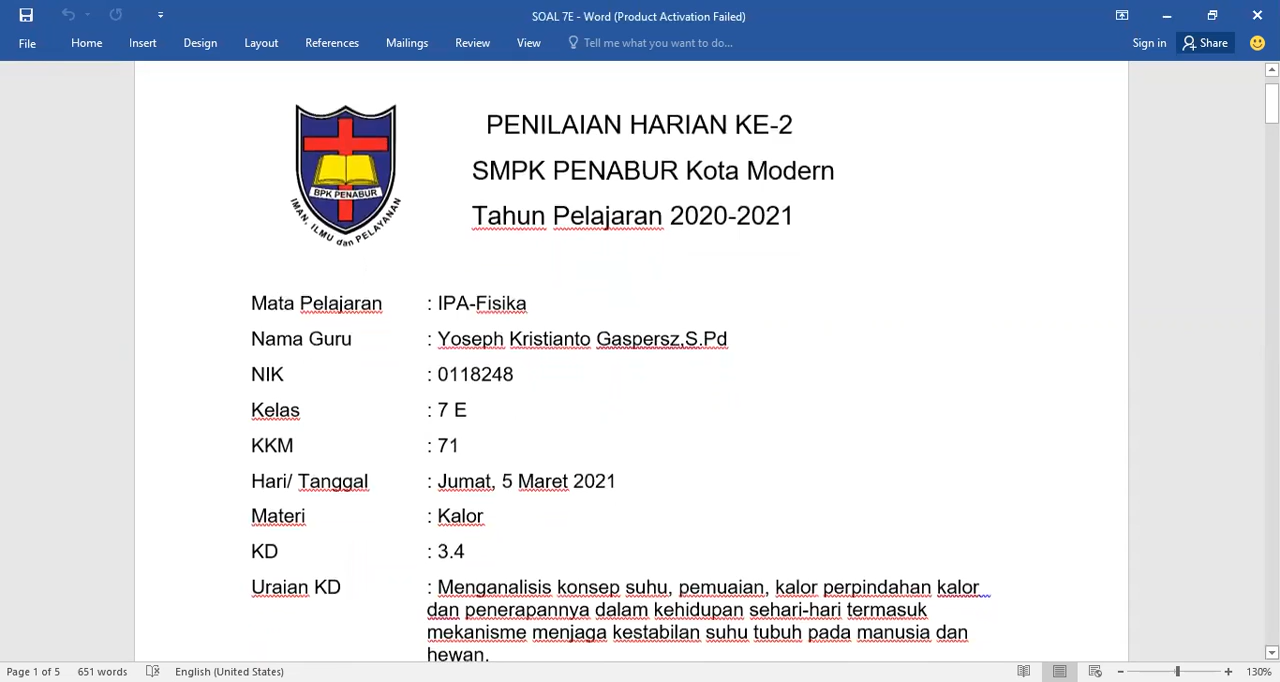 SOAL 7E - Word (Product Activation Failed)
File Home Insert Design Layout References Mailings Review View Tell me what you want to do... Sign in Share
PENILAIAN HARIAN KE-2
SMPK PENABUR Kota Modern
Tahun Pelajaran 2020-2021
BPK PENABUR
IMAN, ILMU dan PELAYANAN
Mata Pelajaran : IPA-Fisika
Nama Guru : Yoseph Kristianto Gaspersz,S.Pd
NIK : 0118248
Kelas : 7 E
KKM : 71
Hari/ Tanggal : Jumat, 5 Maret 2021
Materi : Kalor
KD : 3.4
Uraian KD : Menganalisis konsep suhu, pemuaian, kalor perpindahan kalor
dan penerapannya dalam kehidupan sehari-hari termasuk
mekanisme menjaga kestabilan suhu tubuh pada manusia dan
hewan.
Page 1 of 5 651 words English (United States) 130%